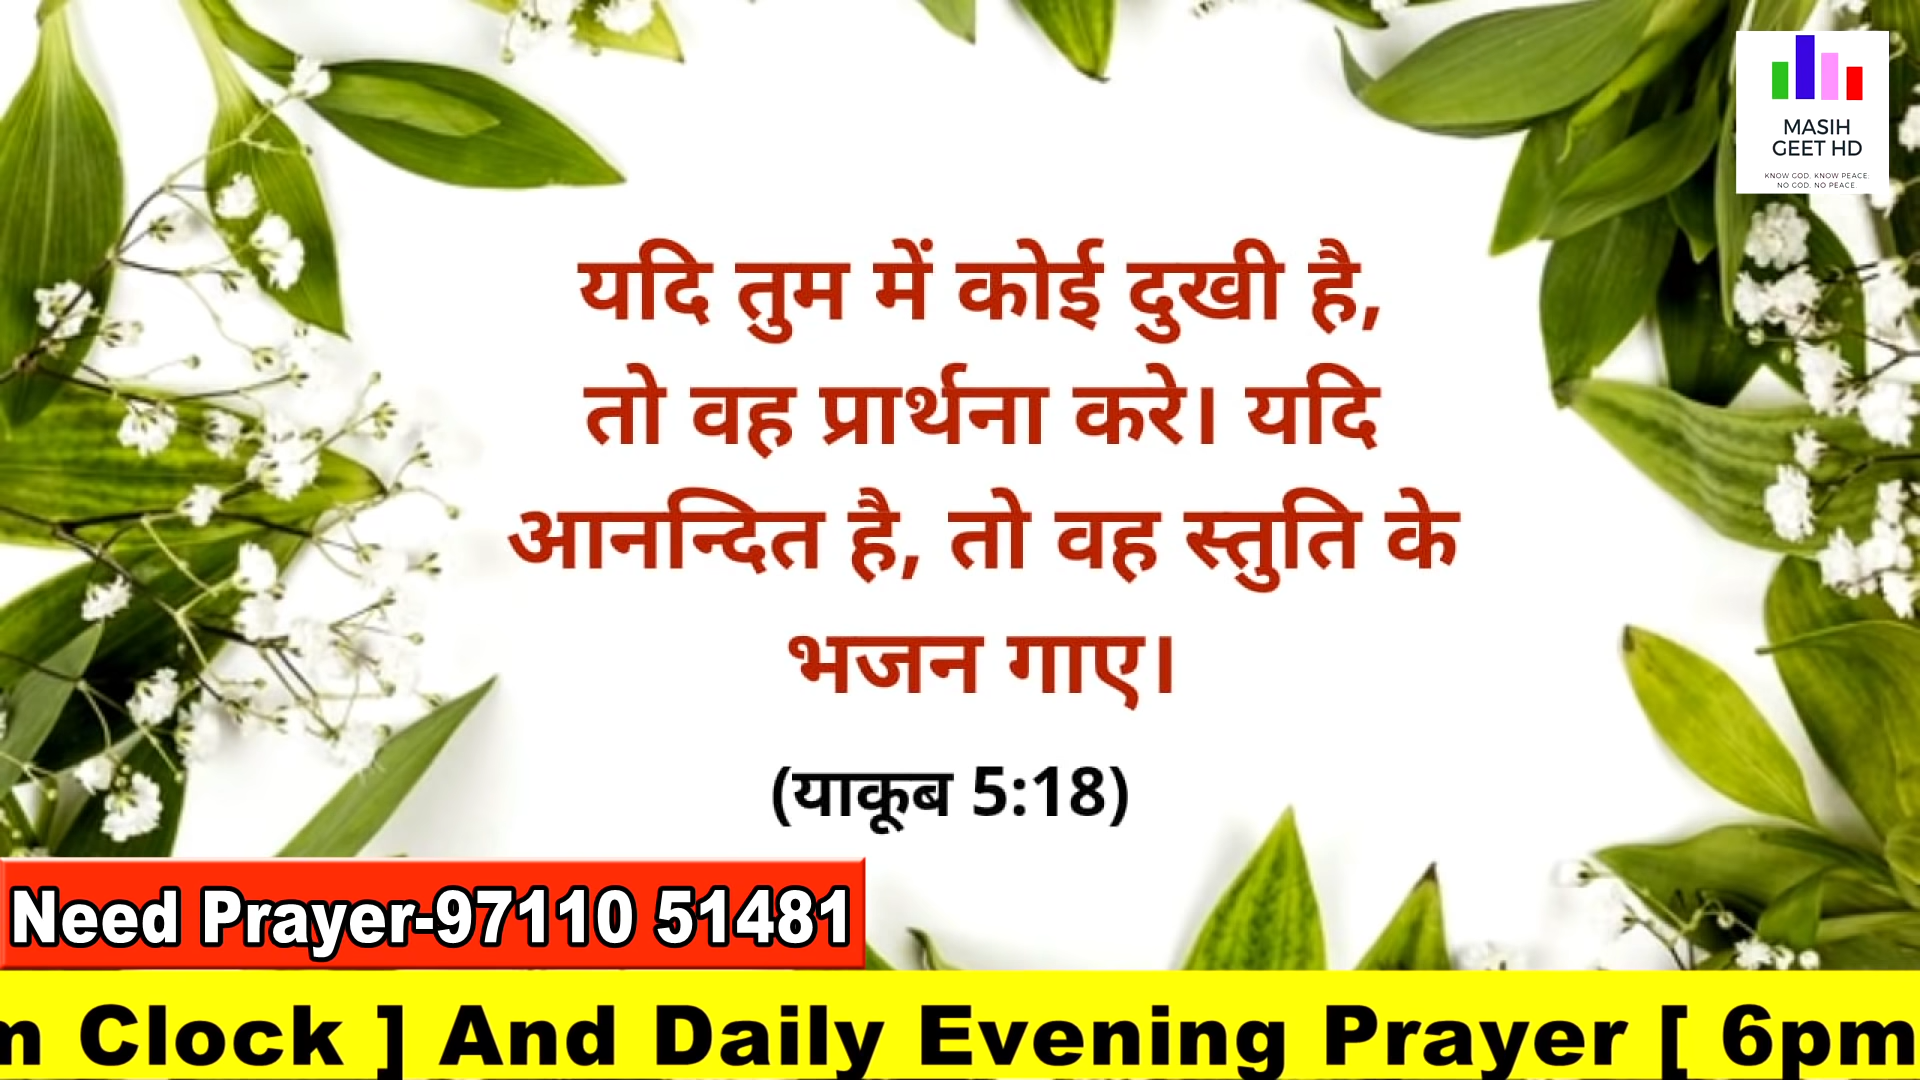 MASIH
GEET HD
KNOW GOD. KNOW PEACE.
NO GOD. NO PEACE.
यदि तुम में कोई दुखी है,
तो वह प्रार्थना करे। यदि
आनन्दित है, तो वह स्तुति के
भजन गाए।
(याकूब 5:18)
Need Prayer-97110 51481
m Clock ] And Daily Evening Prayer [ 6pm